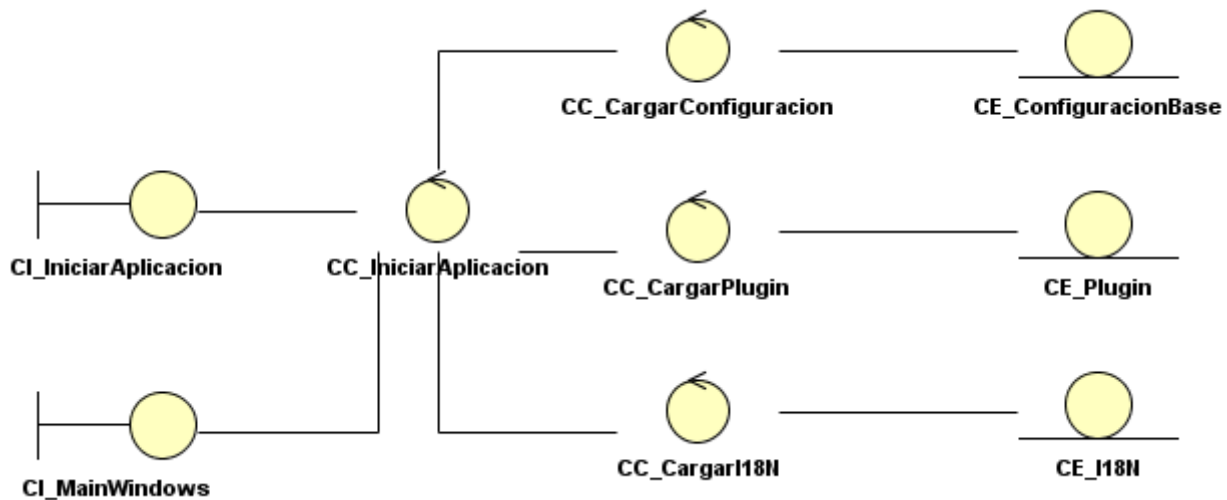 CC_CargarConfiguracion
CE_ConfiguracionBase
CI_IniciarAplicacion
CC_IniciarAplicacion
CC_CargarPlugin
CE_Plugin
CI_MainWindows
CC_CargarI18N
CE_I18N